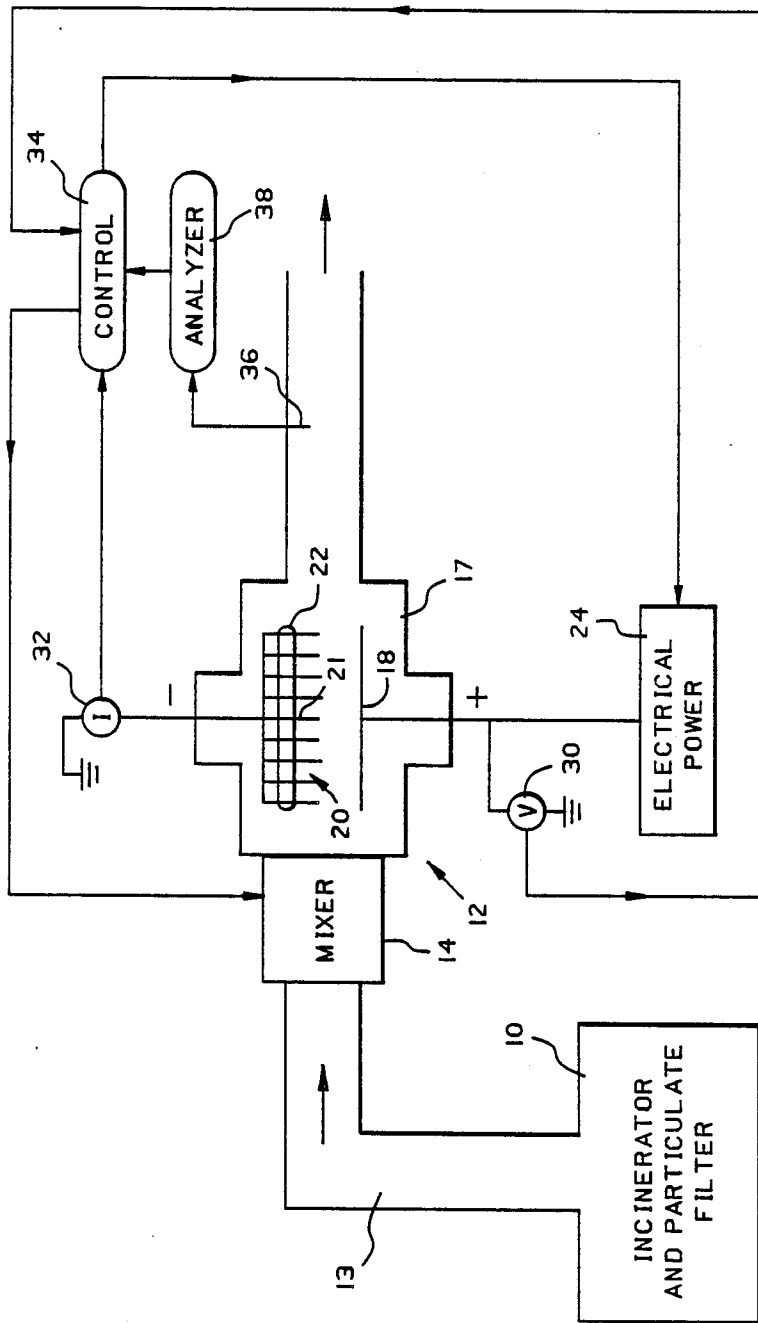 34
CONTROL
ANALYZER
38
36
32
I
−
22
21
20
18
17
+
24
ELECTRICAL
POWER
30
V
12
MIXER
14
10
INCINERATOR
AND PARTICULATE
FILTER
13